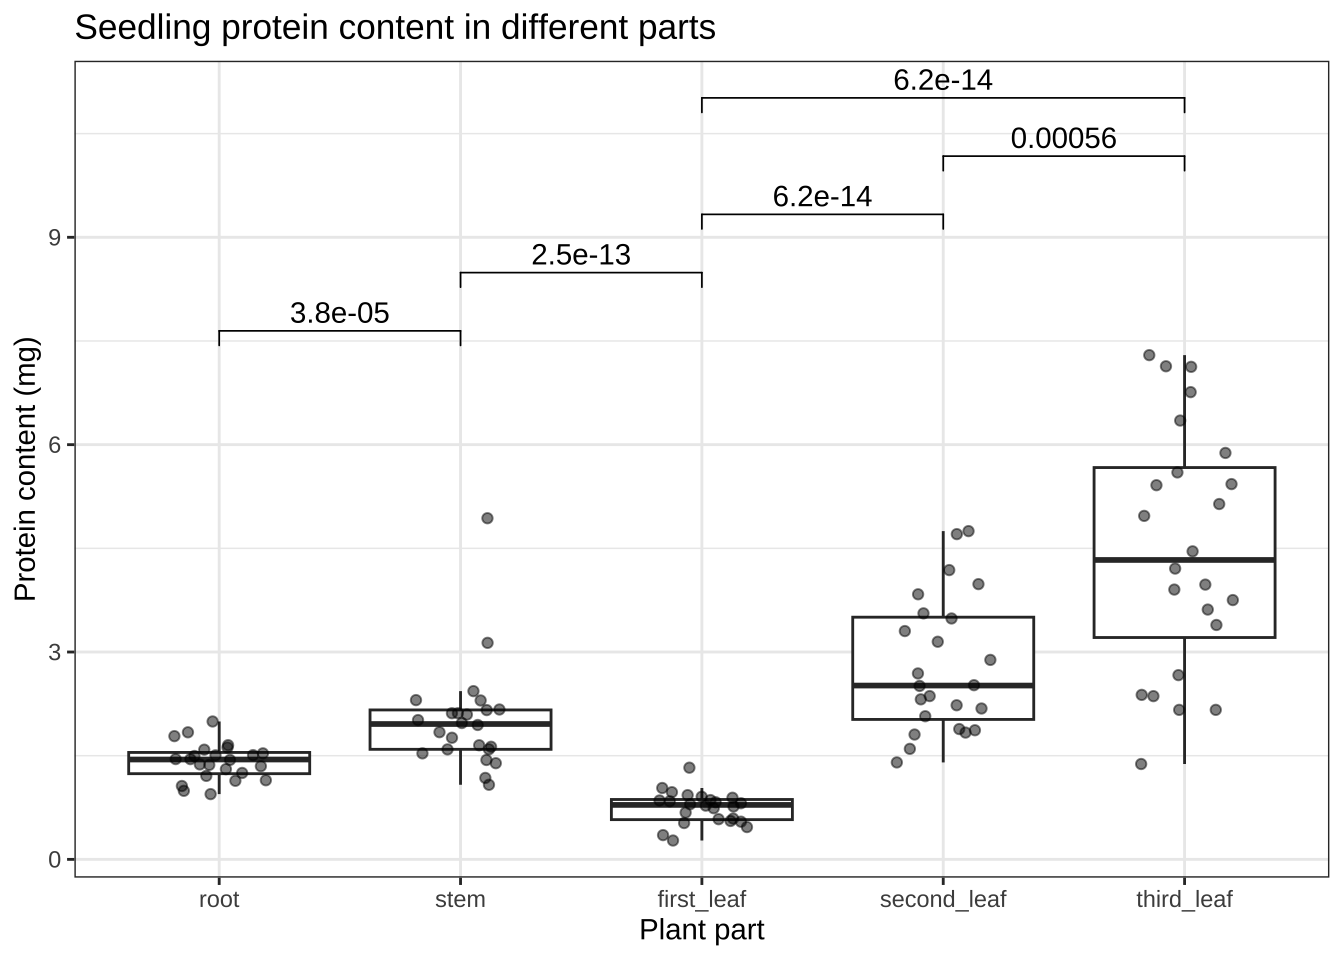 Seedling protein content in different parts
6.2e-14
0.00056
6.2e-14
2.5e-13
3.8e-05
9
6
3
0
Protein content (mg)
root stem first_leaf second_leaf third_leaf
Plant part